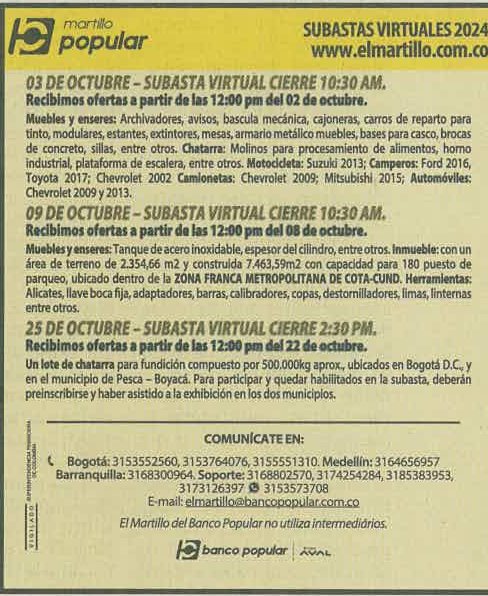 martillo
popular
SUBASTAS VIRTUALES 2024
www.elmartillo.com.co
03 DE OCTUBRE – SUBASTA VIRTUAL CIERRE 10:30 AM.
Recibimos ofertas a partir de las 12:00 pm del 02 de octubre.
Muebles y enseres: Archivadores, avisos, bascula mecánica, cajoneras, carros de reparto para
tinto, modulares, estantes, extintores, mesas, armario metálico muebles, bases para casco, brocas
de concreto, sillas, entre otros. Chatarra: Molinos para procesamiento de alimentos, horno
industrial, plataforma de escalera, entre otros. Motocicleta: Suzuki 2013; Camperos: Ford 2016,
Toyota 2017; Chevrolet 2002 Camionetas: Chevrolet 2009; Mitsubishi 2015; Automóviles:
Chevrolet 2009 y 2013.
09 DE OCTUBRE – SUBASTA VIRTUAL CIERRE 10:30 AM.
Recibimos ofertas a partir de las 12:00 pm del 08 de octubre.
Muebles y enseres: Tanque de acero inoxidable, espesor del cilindro, entre otros. Inmueble: con un
área de terreno de 2.354,66 m2 y construida 7.463,59m2 con capacidad para 180 puesto de
parqueo, ubicado dentro de la ZONA FRANCA METROPOLITANA DE COTA-CUND. Herramientas:
Alicates, llave boca fija, adaptadores, barras, calibradores, copas, destornilladores, limas, linternas
entre otros.
25 DE OCTUBRE – SUBASTA VIRTUAL CIERRE 2:30 PM.
Recibimos ofertas a partir de las 12:00 pm del 22 de octubre.
Un lote de chatarra para fundición compuesto por 500,000kg aprox., ubicados en Bogotá D.C., y
en el municipio de Pesca – Boyacá. Para participar y quedar habilitados en la subasta, deberán
preinscribirse y haber asistido a la exhibición en los dos municipios.
COMUNÍCATE EN:
Bogotá: 3153552560, 3153764076, 3155551310. Medellín: 3164656957
Barranquilla: 3168300964. Soporte: 3168802570, 3174254284, 3185383953,
3173126397 3153573708
E-mail: elmartillo@bancopopular.com.co
El Martillo del Banco Popular no utiliza intermediários.
banco popular
AVAL
VIGILADO SUPERINTENDENCIA FINANCIERA
DE COLOMBIA